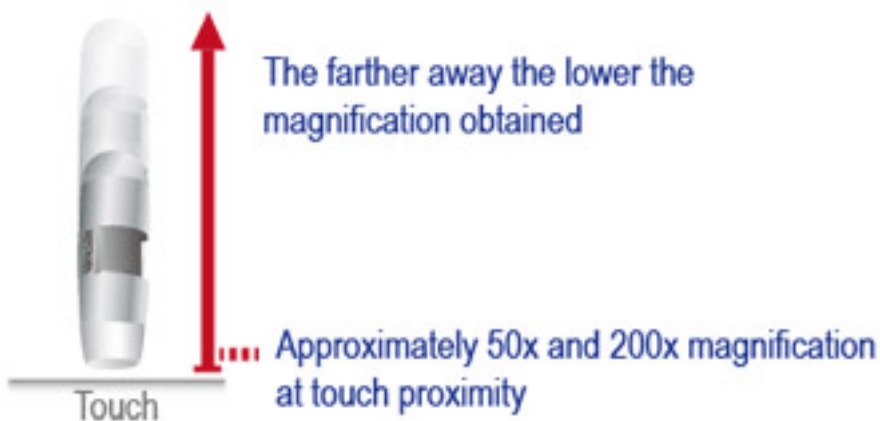 The farther away the lower the
magnification obtained
Approximately 50x and 200x magnification
at touch proximity
Touch